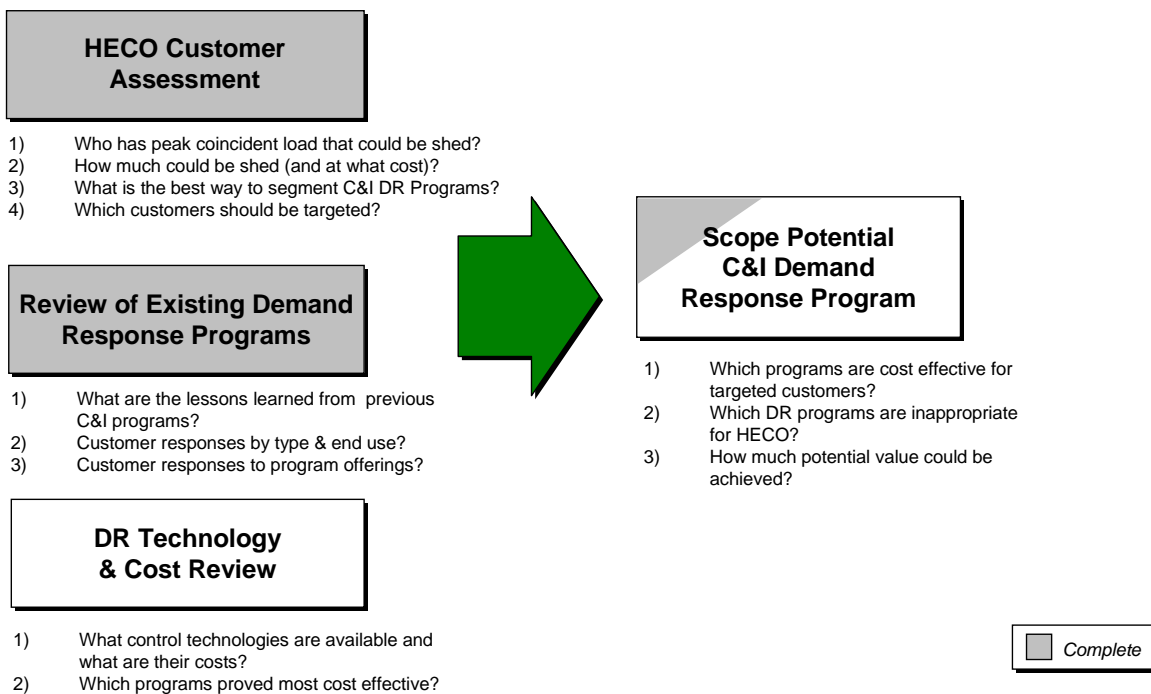 HECO Customer
Assessment
1) Who has peak coincident load that could be shed?
2) How much could be shed (and at what cost)?
3) What is the best way to segment C&I DR Programs?
4) Which customers should be targeted?
Review of Existing Demand
Response Programs
1) What are the lessons learned from previous
C&I programs?
2) Customer responses by type & end use?
3) Customer responses to program offerings?
DR Technology
& Cost Review
1) What control technologies are available and
what are their costs?
2) Which programs proved most cost effective?
Scope Potential
C&I Demand
Response Program
1) Which programs are cost effective for
targeted customers?
2) Which DR programs are inappropriate
for HECO?
3) How much potential value could be
achieved?
Complete